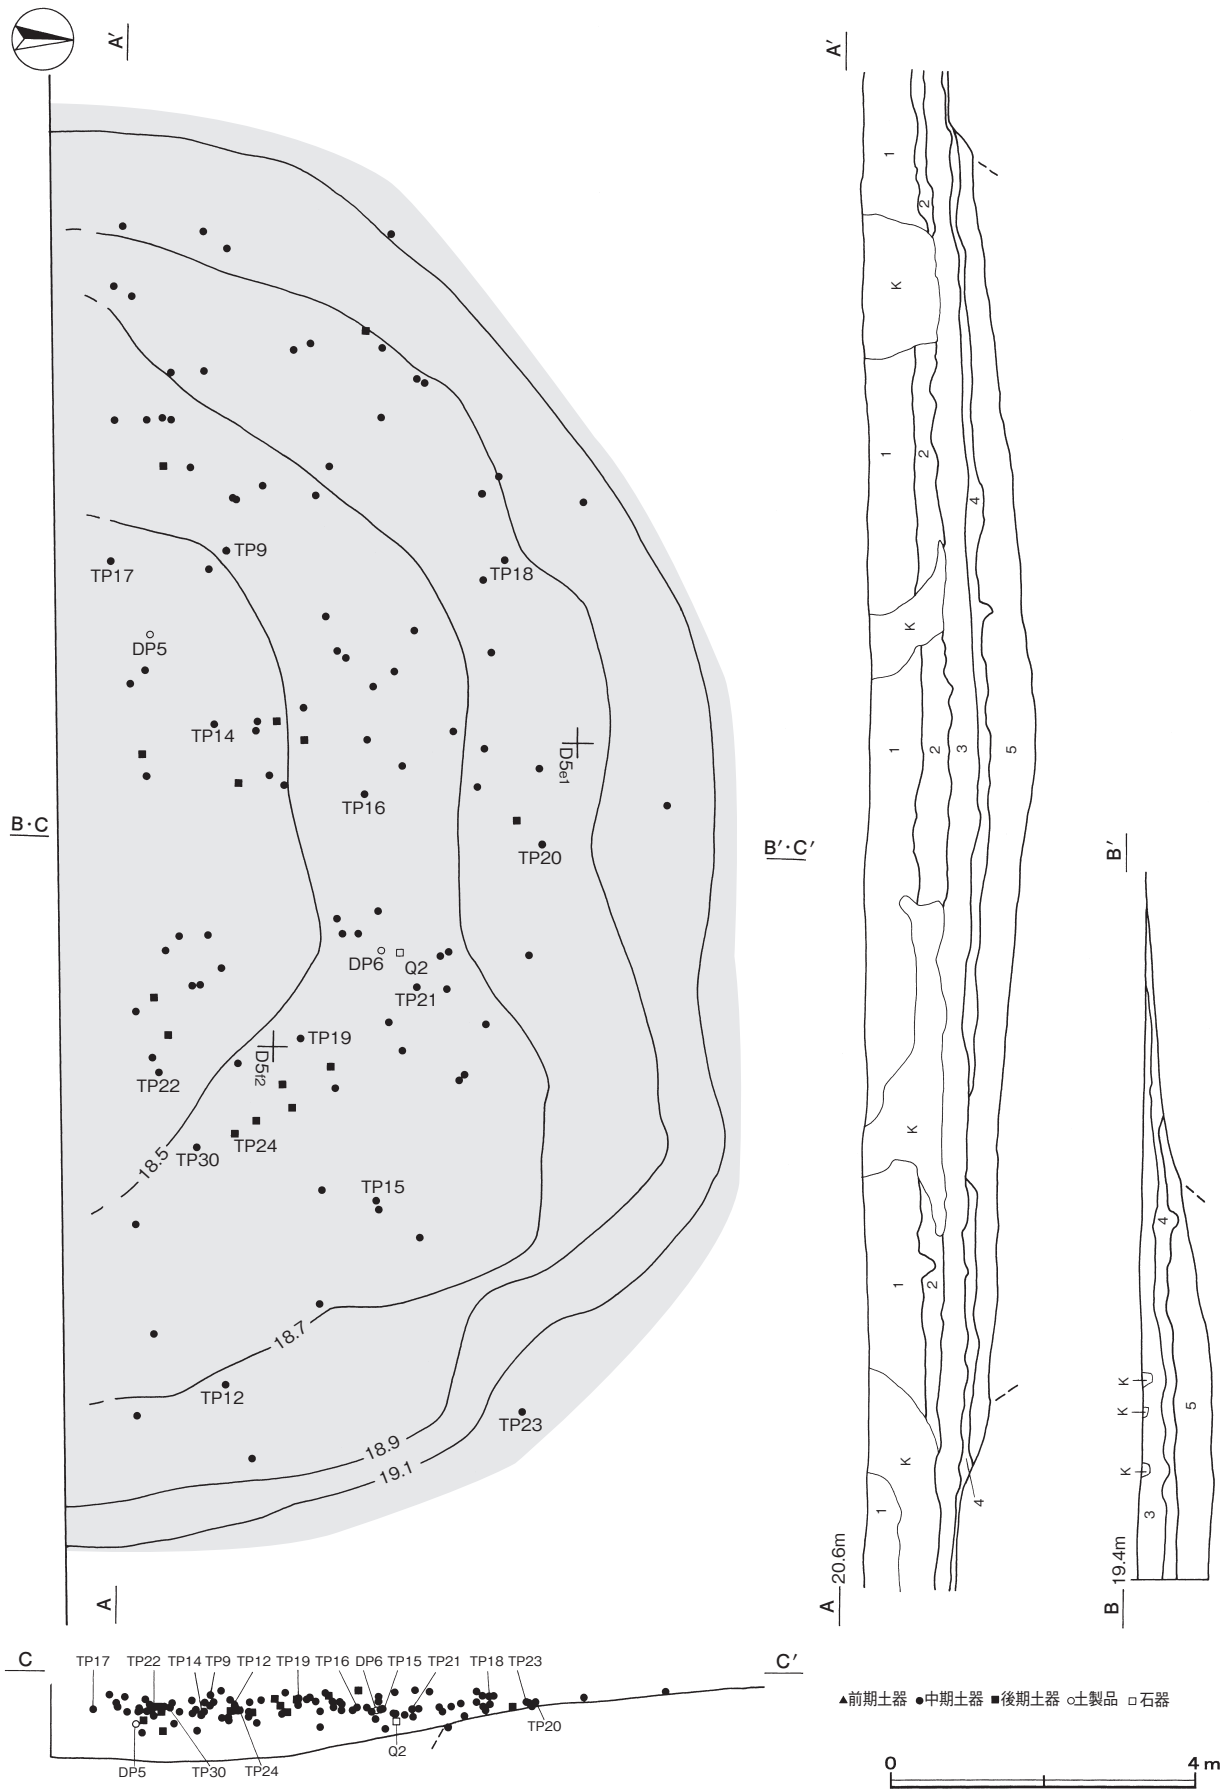 A′
TP9
TP17
TP18
DP5
TP14
D5e1
TP16
B・C
B′・C′
TP20
DP6
Q2
TP21
TP19
D5f2
TP22
TP24
18.5
TP30
TP15
18.7
TP12
TP23
18.9
19.1
A
A′
1
2
K
1
2
4
K
1
2
3
5
K
1
2
K
1
4
A 20.6m
B′
4
K
K
5
K
3
B 19.4m
C
TP17 TP22 TP14 TP9 TP12 TP19 TP16 DP6 TP15 TP21 TP18 TP23
C′
TP20
Q2
DP5 TP30 TP24
▲前期土器 ●中期土器 ■後期土器 ○土製品 □石器
0 4 m